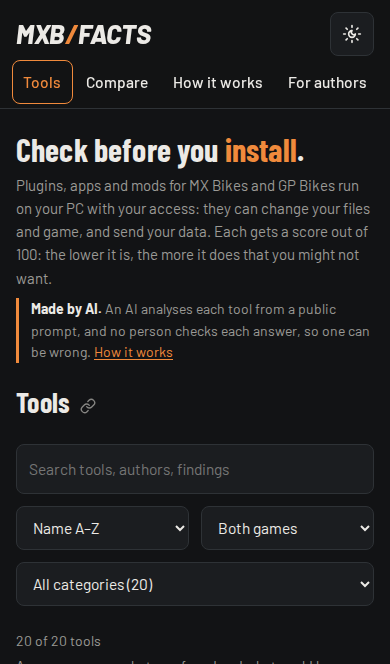 MXB/FACTS
Tools Compare How it works For authors
Check before you install.
Plugins, apps and mods for MX Bikes and GP Bikes run
on your PC with your access: they can change your files
and game, and send your data. Each gets a score out of
100: the lower it is, the more it does that you might not
want.
Made by AI. An AI analyses each tool from a public
prompt, and no person checks each answer, so one can
be wrong. How it works
Tools
Search tools, authors, findings
Name A–Z Both games
All categories (20)
20 of 20 tools